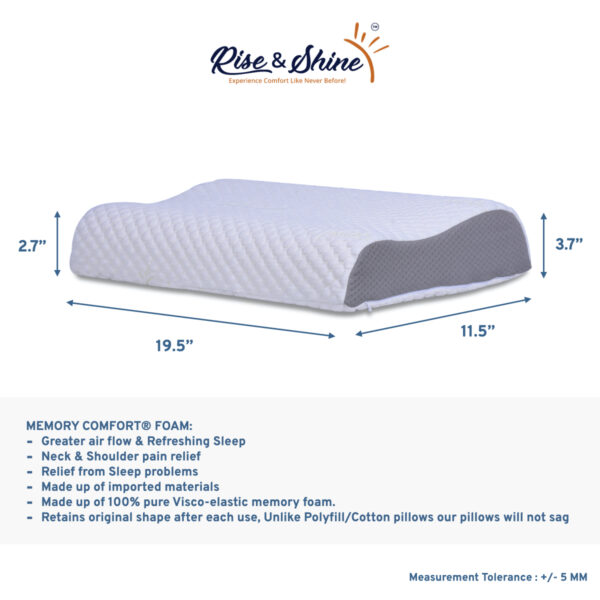 Rise & Shine
TM
Experience Comfort Like Never Before!
2.7”
3.7”
19.5”
11.5”
MEMORY COMFORT® FOAM:
- Greater air flow & Refreshing Sleep
- Neck & Shoulder pain relief
- Relief from Sleep problems
- Made up of imported materials
- Made up of 100% pure Visco-elastic memory foam.
- Retains original shape after each use, Unlike Polyfill/Cotton pillows our pillows will not sag
Measurement Tolerance : +/- 5 MM